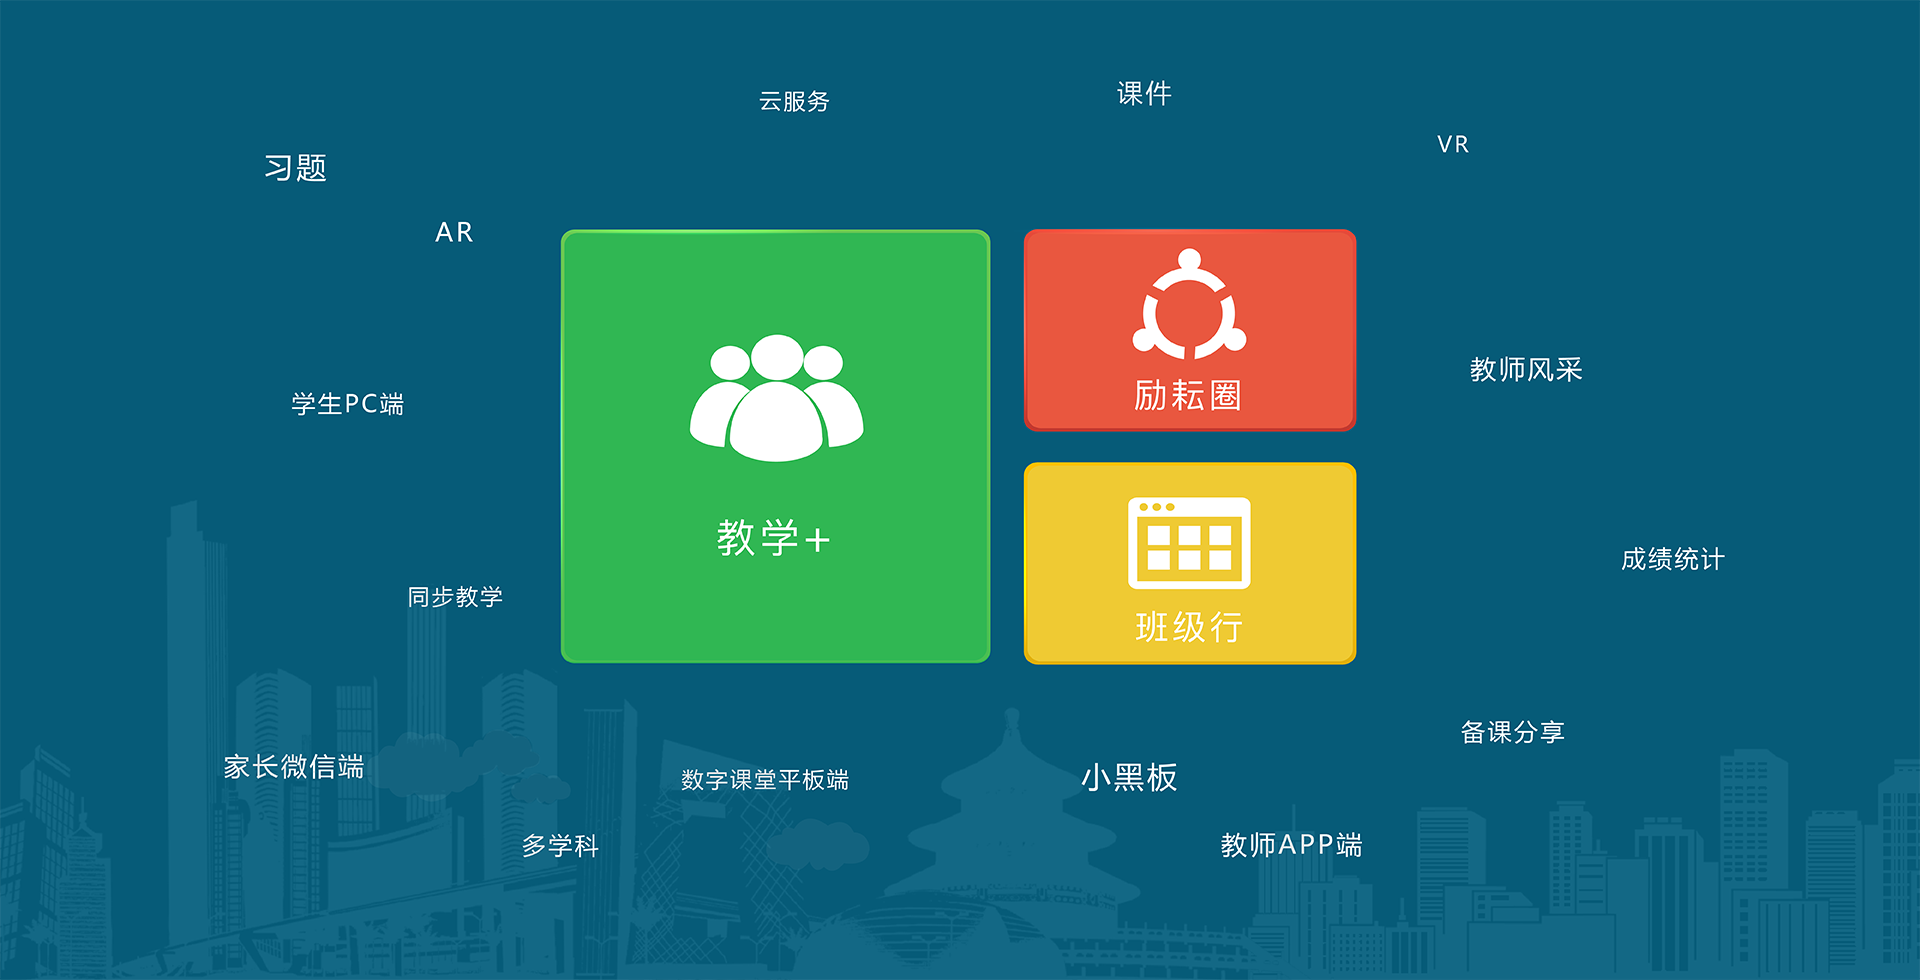 云服务
课件
VR
习题
AR
教学+
励耘圈
班级行
教师风采
学生PC端
成绩统计
同步教学
备课分享
家长微信端
数字课堂平板端
小黑板
多学科
教师APP端